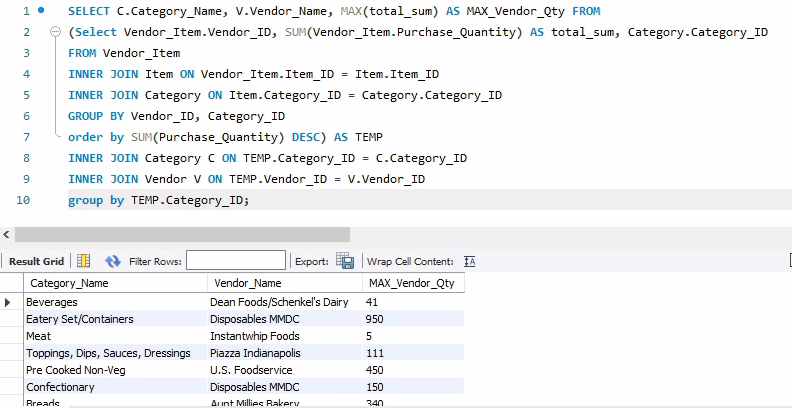 1 SELECT C.Category_Name, V.Vendor_Name, MAX(total_sum) AS MAX_Vendor_Qty FROM
2 (Select Vendor_Item.Vendor_ID, SUM(Vendor_Item.Purchase_Quantity) AS total_sum, Category.Category_ID
3 FROM Vendor_Item
4 INNER JOIN Item ON Vendor_Item.Item_ID = Item.Item_ID
5 INNER JOIN Category ON Item.Category_ID = Category.Category_ID
6 GROUP BY Vendor_ID, Category_ID
7 order by SUM(Purchase_Quantity) DESC) AS TEMP
8 INNER JOIN Category C ON TEMP.Category_ID = C.Category_ID
9 INNER JOIN Vendor V ON TEMP.Vendor_ID = V.Vendor_ID
10 group by TEMP.Category_ID;
Result Grid Filter Rows: Export: Wrap Cell Content:
Category_Name Vendor_Name MAX_Vendor_Qty
Beverages Dean Foods/Schenkel's Dairy 41
Eatery Set/Containers Disposables MMDC 950
Meat Instantwhip Foods 5
Toppings, Dips, Sauces, Dressings Piazza Indianapolis 111
Pre Cooked Non-Veg U.S. Foodservice 450
Confectionary Disposables MMDC 150
Breads Aunt Millies Bakery 340